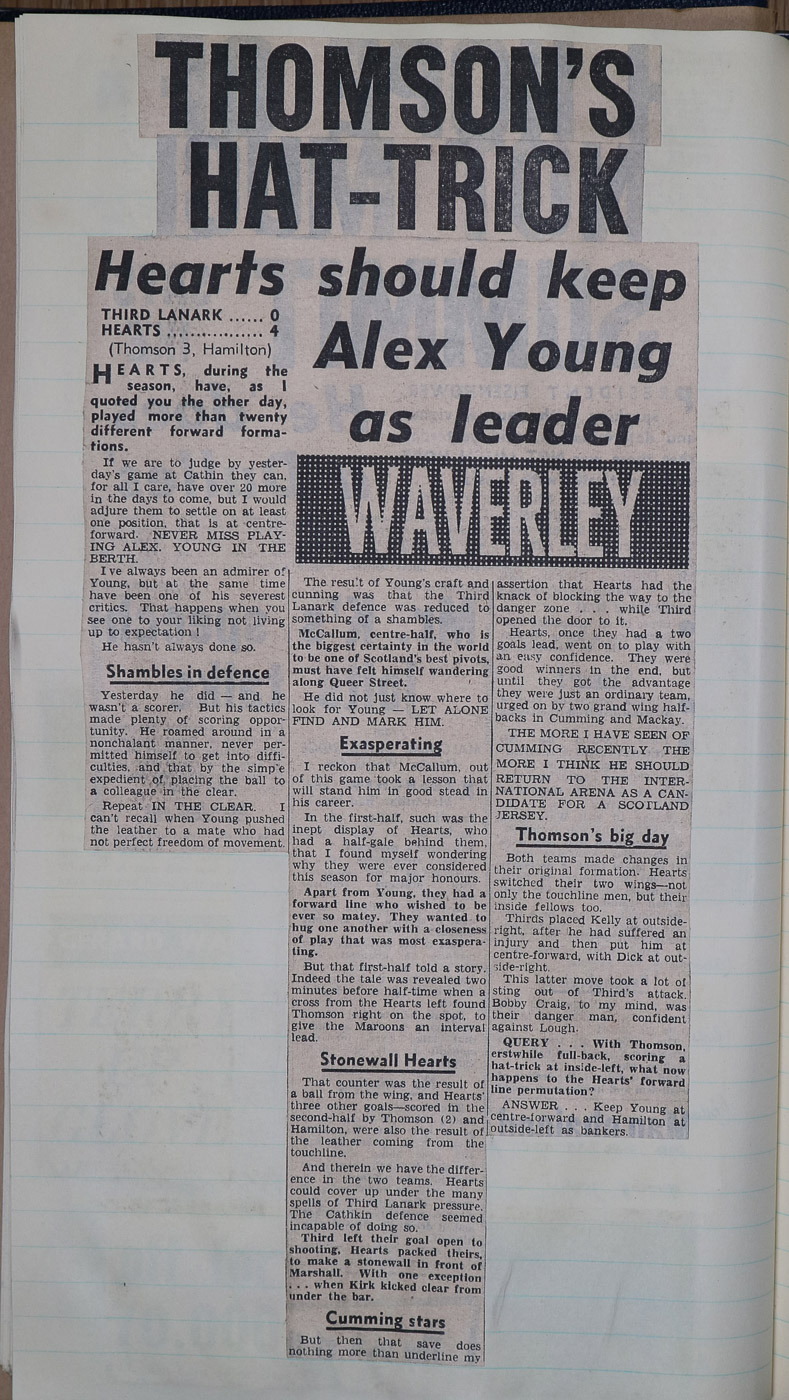 THOMSON'S
HAT-TRICK
Hearts should keep
Alex Young
as leader
THIRD LANARK ...... 0
HEARTS ................ 4
(Thomson 3, Hamilton)
HEARTS, during the
season, have, as I
quoted you the other day,
played more than twenty
different forward forma-
tions.
If we are to judge by yester-
day's game at Cathin they can,
for all I care, have over 20 more
in the days to come, but I would
adjure them to settle on at least
one position, that is at centre-
forward. NEVER MISS PLAY-
ING ALEX. YOUNG IN THE
BERTH.
I've always been an admirer of
Young, but at the same time
have been one of his severest
critics. That happens when you
see one to your liking not living
up to expectation !
He hasn't always done so.
Shambles in defence
Yesterday he did — and he
wasn't a scorer. But his tactics
made plenty of scoring oppor-
tunity. He roamed around in a
nonchalant manner, never per-
mitted himself to get into diffi-
culties, and that by the simple
expedient of placing the ball to
a colleague in the clear.
Repeat IN THE CLEAR. I
can't recall when Young pushed
the leather to a mate who had
not perfect freedom of movement.
WAVERLEY
The result of Young's craft and
cunning was that the Third
Lanark defence was reduced to
something of a shambles.
McCallum, centre-half, who is
the biggest certainty in the world
to be one of Scotland's best pivots,
must have felt himself wandering
along Queer Street.
He did not just know where to
look for Young — LET ALONE
FIND AND MARK HIM.
Exasperating
I reckon that McCallum, out
of this game took a lesson that
will stand him in good stead in
his career.
In the first-half, such was the
inept display of Hearts, who
had a half-gale behind them,
that I found myself wondering
why they were ever considered
this season for major honours.
Apart from Young, they had a
forward line who wished to be
ever so matey. They wanted to
hug one another with a closeness
of play that was most exaspera-
ting.
But that first-half told a story.
Indeed the tale was revealed two
minutes before half-time when a
cross from the Hearts left found
Thomson right on the spot, to
give the Maroons an interval
lead.
Stonewall Hearts
That counter was the result of
a ball from the wing, and Hearts'
three other goals—scored in the
second-half by Thomson (2) and
Hamilton, were also the result of
the leather coming from the
touchline.
And therein we have the differ-
ence in the two teams. Hearts
could cover up under the many
spells of Third Lanark pressure.
The Cathkin defence seemed
incapable of doing so.
Third left their goal open to
shooting, Hearts packed theirs,
to make a stonewall in front of
Marshall. With one exception
. . . when Kirk kicked clear from
under the bar.
Cumming stars
But then that save does
nothing more than underline my
assertion that Hearts had the
knack of blocking the way to the
danger zone . . . while Third
opened the door to it.
Hearts, once they had a two
goals lead, went on to play with
an easy confidence. They were
good winners in the end, but
until they got the advantage
they were just an ordinary team,
urged on by two grand wing half-
backs in Cumming and Mackay.
THE MORE I HAVE SEEN OF
CUMMING RECENTLY THE
MORE I THINK HE SHOULD
RETURN TO THE INTER-
NATIONAL ARENA AS A CAN-
DIDATE FOR A SCOTLAND
JERSEY.
Thomson's big day
Both teams made changes in
their original formation. Hearts
switched their two wings—not
only the touchline men, but their
inside fellows too.
Thirds placed Kelly at outside-
right, after he had suffered an
injury and then put him at
centre-forward, with Dick at out-
side-right.
This latter move took a lot of
sting out of Third's attack.
Bobby Craig, to my mind, was
their danger man, confident
against Lough.
QUERY . . . With Thomson,
erstwhile full-back, scoring a
hat-trick at inside-left, what now
happens to the Hearts' forward
line permutation?
ANSWER . . . Keep Young at
centre-forward and Hamilton at
outside-left as bankers.